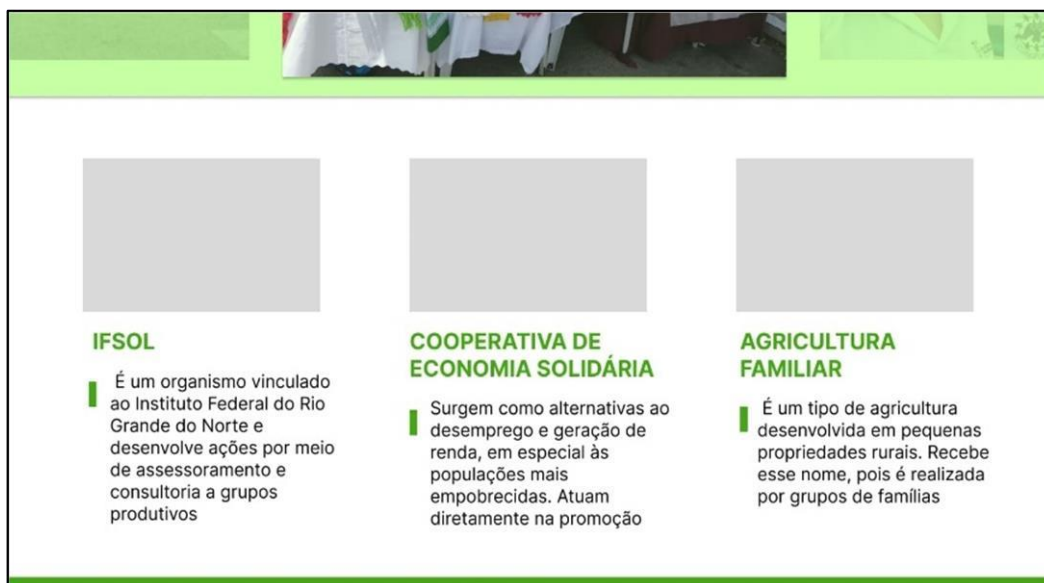 IFSOL
É um organismo vinculado
ao Instituto Federal do Rio
Grande do Norte e
desenvolve ações por meio
de assessoramento e
consultoria a grupos
produtivos
COOPERATIVA DE
ECONOMIA SOLIDÁRIA
Surgem como alternativas ao
desemprego e geração de
renda, em especial às
populações mais
empobrecidas. Atuam
diretamente na promoção
AGRICULTURA
FAMILIAR
É um tipo de agricultura
desenvolvida em pequenas
propriedades rurais. Recebe
esse nome, pois é realizada
por grupos de famílias